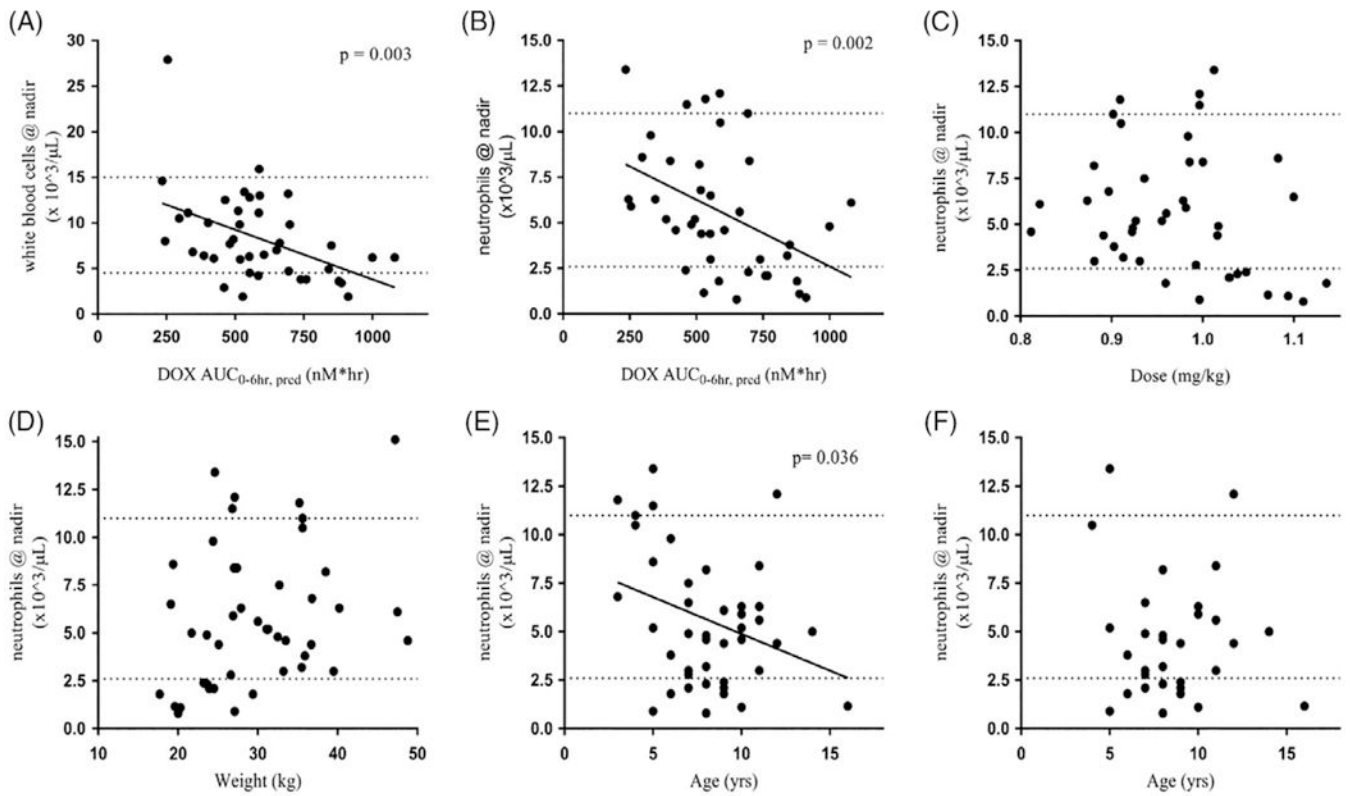 (A)
30
25
20
15
10
5
0
white blood cells @ nadir
(x 10^3/μL)
p = 0.003
250 500 750 1000
DOX AUC0-6hr, pred (nM*hr)
(B)
15.0
12.5
10.0
7.5
5.0
2.5
0.0
neutrophils @ nadir
(x10^3/μL)
p = 0.002
250 500 750 1000
DOX AUC0-6hr, pred (nM*hr)
(C)
15.0
12.5
10.0
7.5
5.0
2.5
0.0
neutrophils @ nadir
(x10^3/μL)
0.8 0.9 1.0 1.1
Dose (mg/kg)
(D)
15.0
12.5
10.0
7.5
5.0
2.5
0.0
neutrophils @ nadir
(x10^3/μL)
10 20 30 40 50
Weight (kg)
(E)
15.0
12.5
10.0
7.5
5.0
2.5
0.0
neutrophils @ nadir
(x10^3/μL)
p= 0.036
0 5 10 15
Age (yrs)
(F)
15.0
12.5
10.0
7.5
5.0
2.5
0.0
neutrophils @ nadir
(x10^3/μL)
0 5 10 15
Age (yrs)